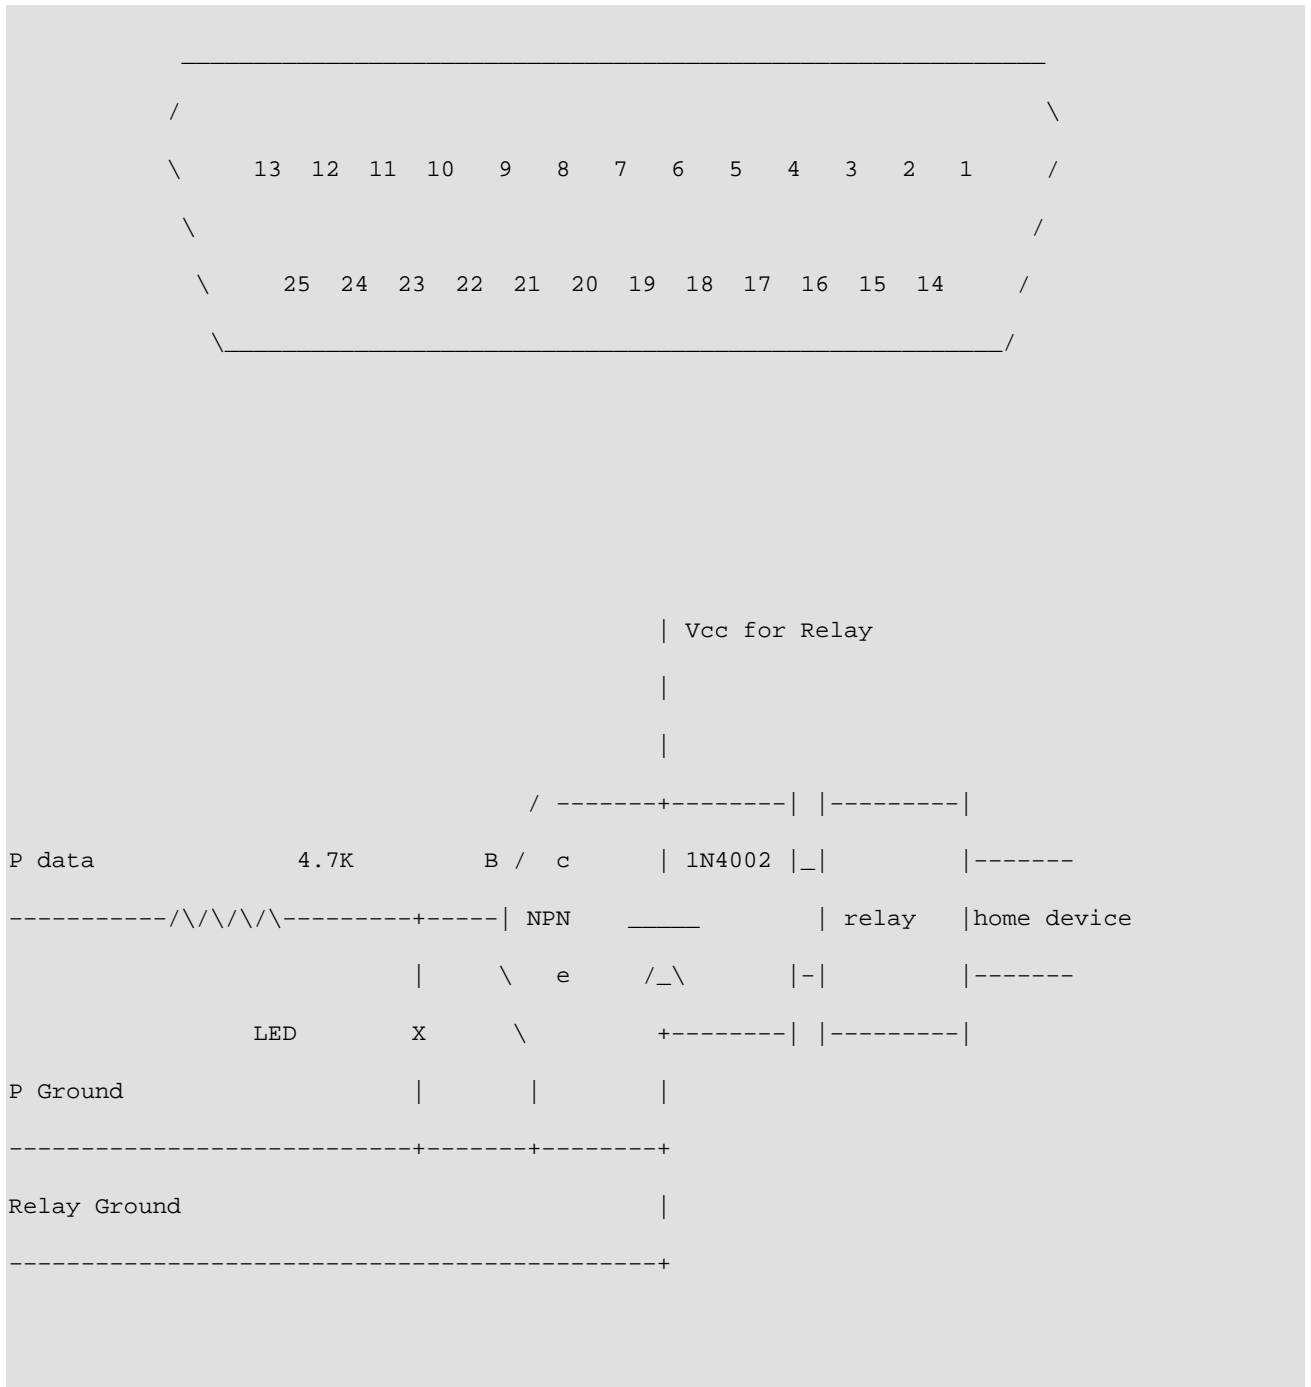 13 12 11 10 9 8 7 6 5 4 3 2 1
25 24 23 22 21 20 19 18 17 16 15 14
Vcc for Relay
P data 4.7K B c 1N4002
NPN relay home device
e
LED X
P Ground
Relay Ground